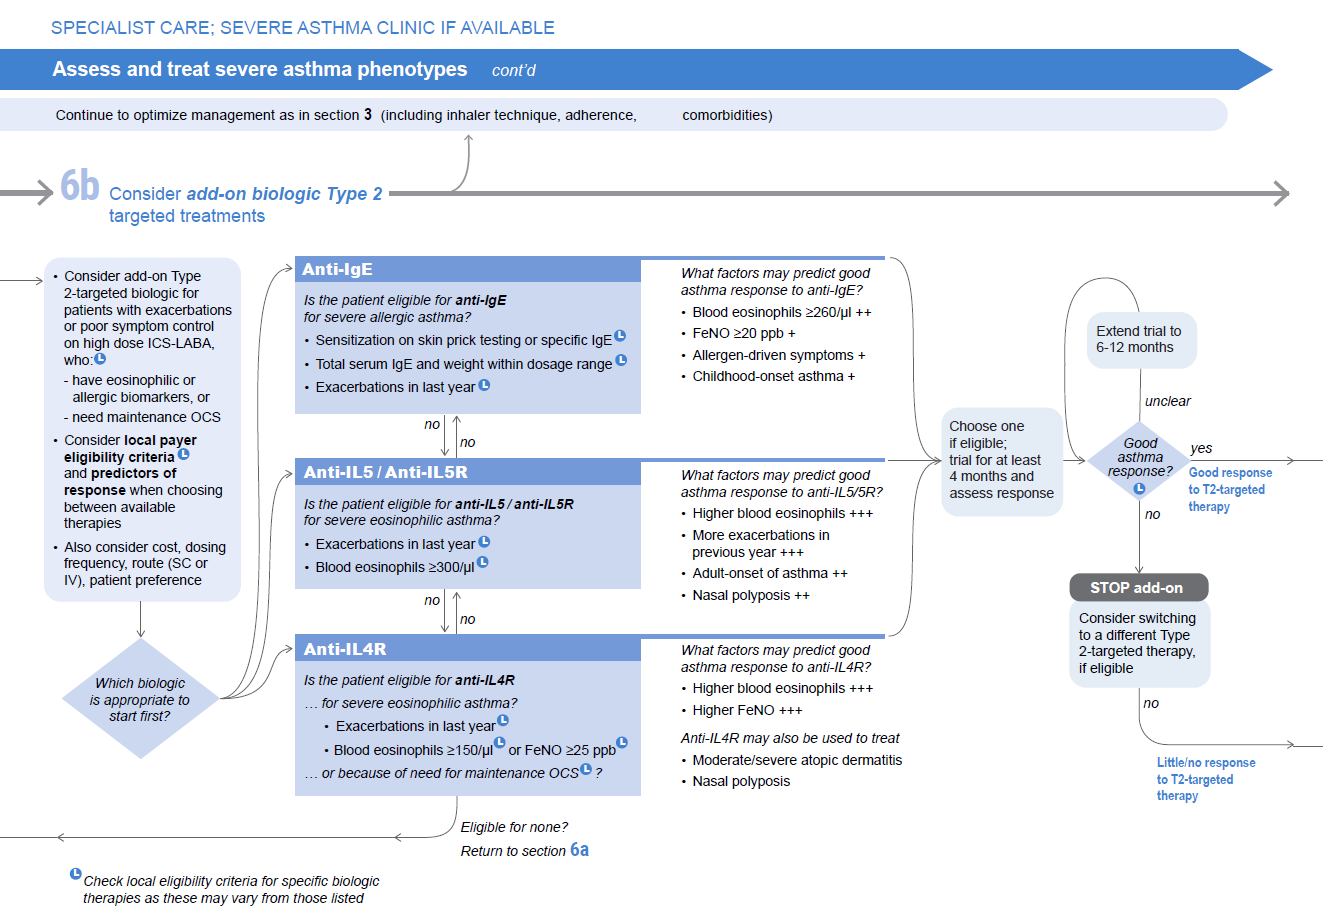 SPECIALIST CARE; SEVERE ASTHMA CLINIC IF AVAILABLE
Assess and treat severe asthma phenotypes cont'd
Continue to optimize management as in section 3 (including inhaler technique, adherence, comorbidities)
6b Consider add-on biologic Type 2
targeted treatments
• Consider add-on Type
2-targeted biologic for
patients with exacerbations
or poor symptom control
on high dose ICS-LABA,
who: L
- have eosinophilic or
allergic biomarkers, or
- need maintenance OCS
• Consider local payer
eligibility criteria L
and predictors of
response when choosing
between available
therapies
• Also consider cost, dosing
frequency, route (SC or
IV), patient preference
Which biologic
is appropriate to
start first?
Anti-IgE
Is the patient eligible for anti-IgE
for severe allergic asthma?
• Sensitization on skin prick testing or specific IgE L
• Total serum IgE and weight within dosage range L
• Exacerbations in last year L
What factors may predict good
asthma response to anti-IgE?
• Blood eosinophils ≥260/μl ++
• FeNO ≥20 ppb +
• Allergen-driven symptoms +
• Childhood-onset asthma +
no
no
Anti-IL5 / Anti-IL5R
Is the patient eligible for anti-IL5 / anti-IL5R
for severe eosinophilic asthma?
• Exacerbations in last year L
• Blood eosinophils ≥300/μl L
What factors may predict good
asthma response to anti-IL5/5R?
• Higher blood eosinophils +++
• More exacerbations in
previous year +++
• Adult-onset of asthma ++
• Nasal polyposis ++
no
no
Anti-IL4R
Is the patient eligible for anti-IL4R
… for severe eosinophilic asthma?
• Exacerbations in last year L
• Blood eosinophils ≥150/μl L or FeNO ≥25 ppb L
… or because of need for maintenance OCS L ?
What factors may predict good
asthma response to anti-IL4R?
• Higher blood eosinophils +++
• Higher FeNO +++
Anti-IL4R may also be used to treat
• Moderate/severe atopic dermatitis
• Nasal polyposis
Eligible for none?
Return to section 6a
Choose one
if eligible;
trial for at least
4 months and
assess response
Extend trial to
6-12 months
unclear
Good
asthma
response?
L
yes
Good response
to T2-targeted
therapy
no
STOP add-on
Consider switching
to a different Type
2-targeted therapy,
if eligible
no
Little/no response
to T2-targeted
therapy
L Check local eligibility criteria for specific biologic
therapies as these may vary from those listed